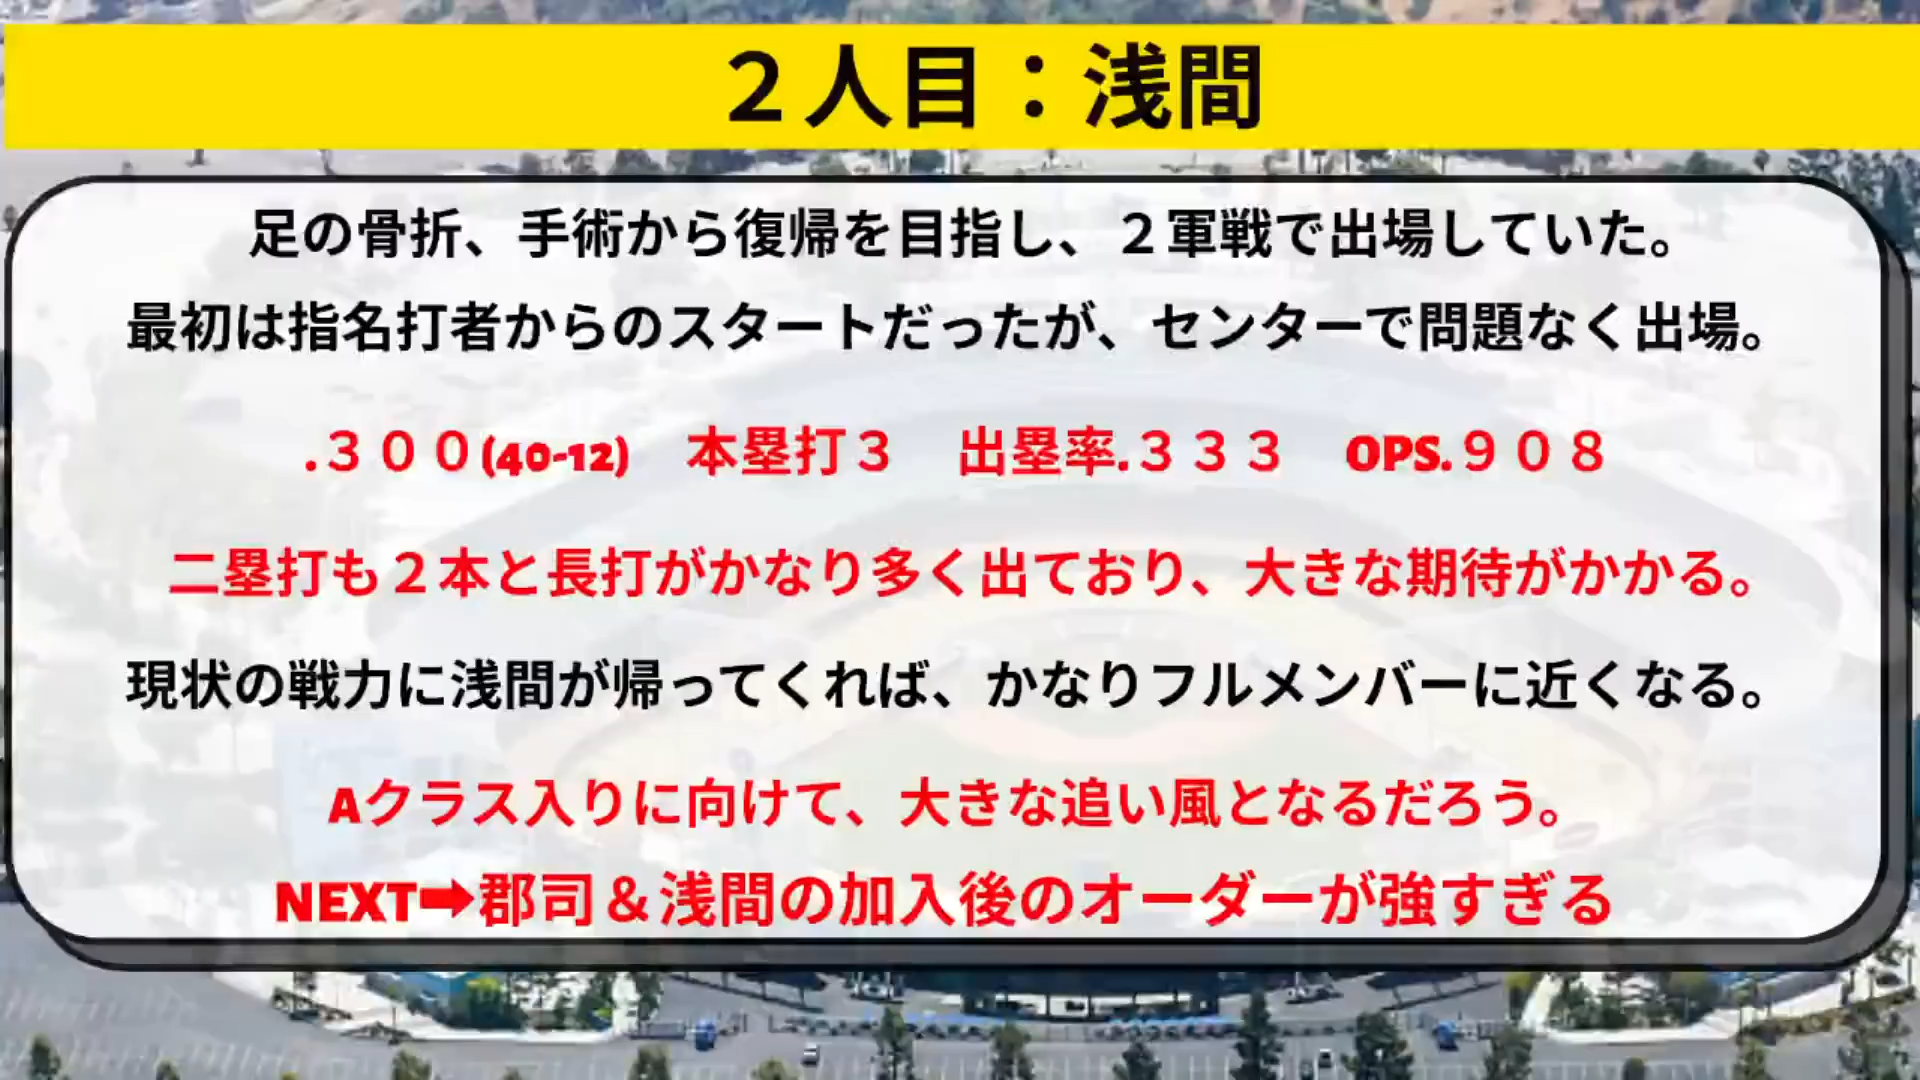 ２人目：浅間
足の骨折、手術から復帰を目指し、２軍戦で出場していた。
最初は指名打者からのスタートだったが、センターで問題なく出場。
.３００(40-12)　本塁打３　出塁率.３３３　OPS.９０８
二塁打も２本と長打がかなり多く出ており、大きな期待がかかる。
現状の戦力に浅間が帰ってくれば、かなりフルメンバーに近くなる。
Aクラス入りに向けて、大きな追い風となるだろう。
NEXT➡郡司＆浅間の加入後のオーダーが強すぎる